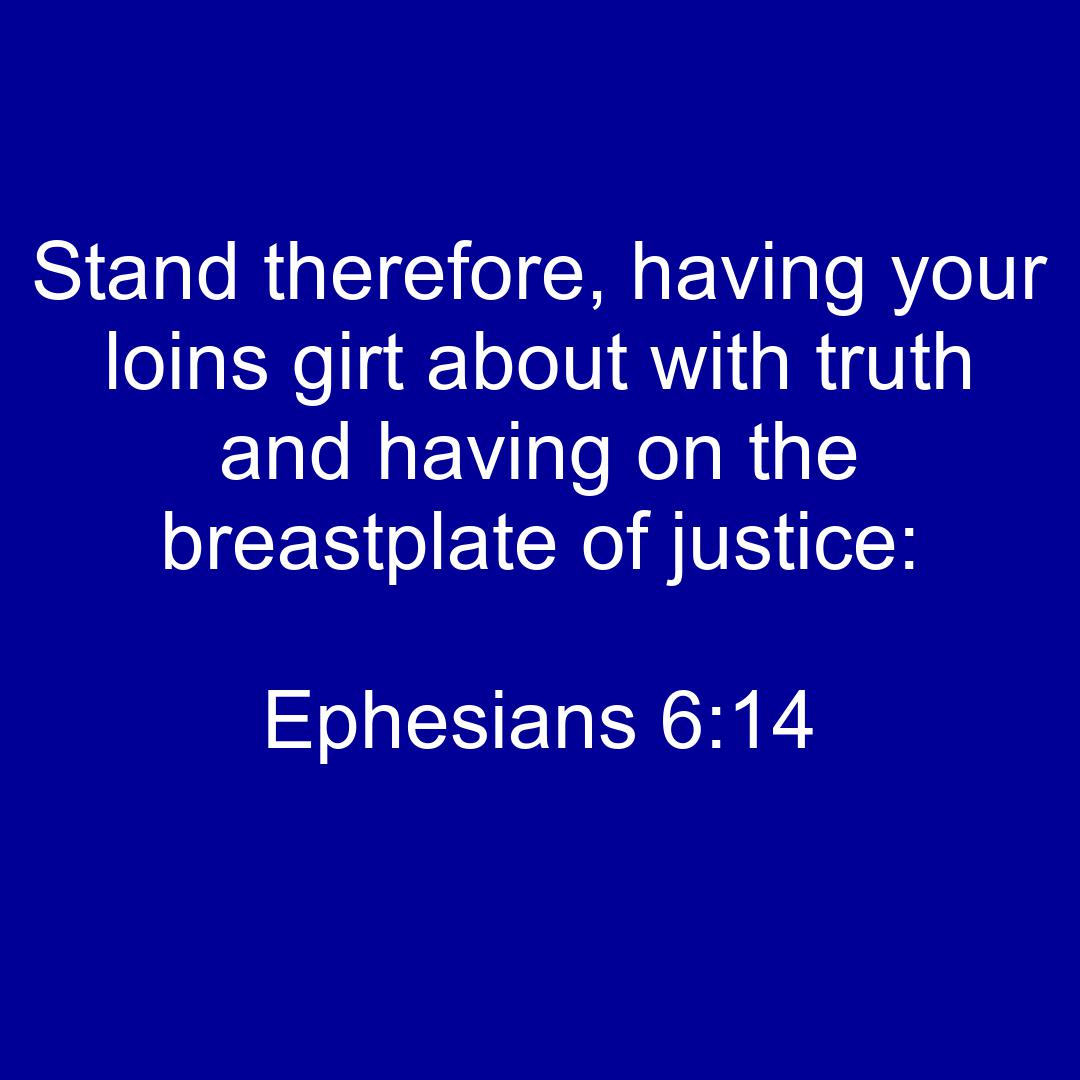 Stand therefore, having your
loins girt about with truth
and having on the
breastplate of justice:
Ephesians 6:14